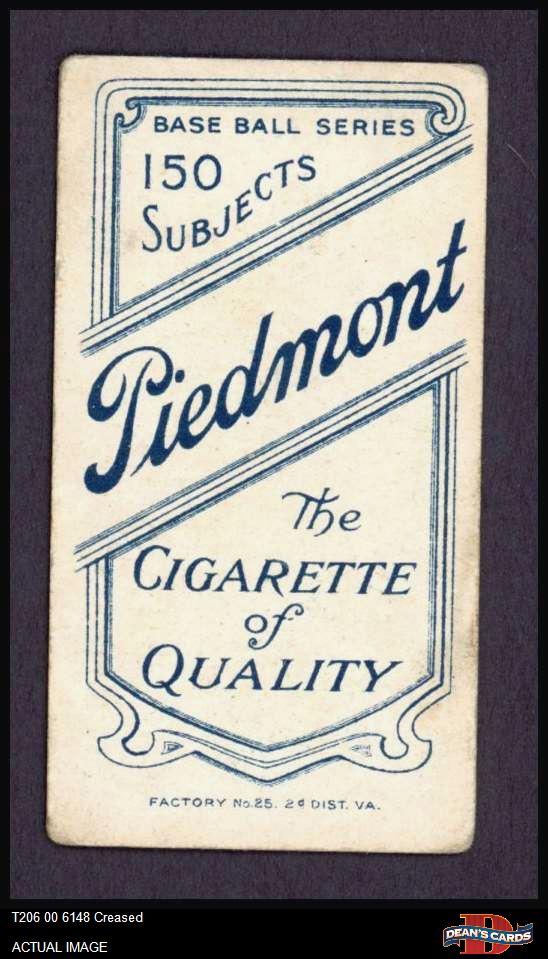 BASE BALL SERIES
150
SUBJECTS
Piedmont
The
CIGARETTE
of
QUALITY
FACTORY No.25. 2d DIST. VA.
T206 00 6148 Creased
ACTUAL IMAGE
D
DEAN'S CARDS